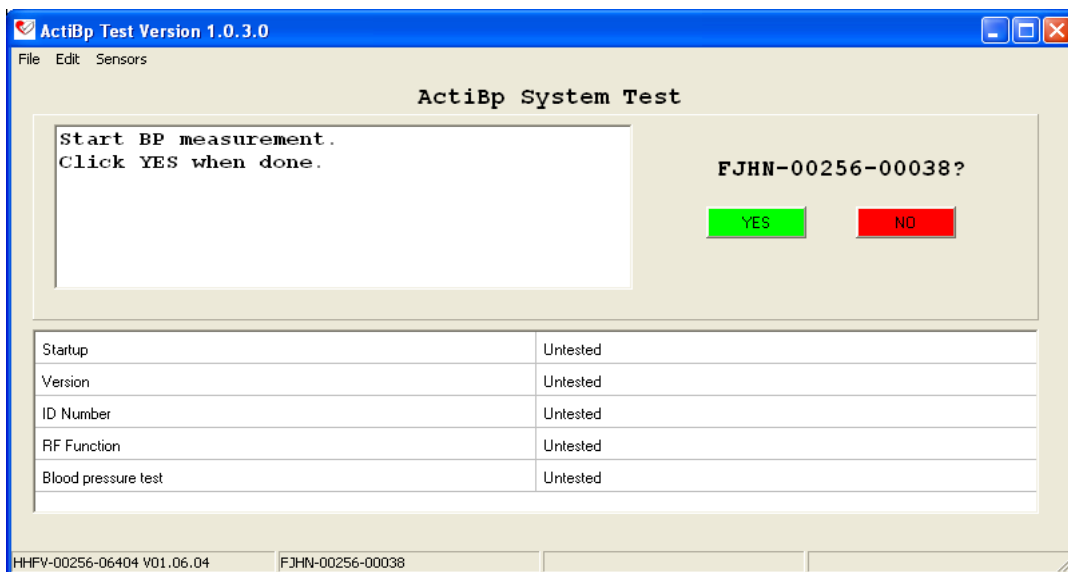 ActiBp Test Version 1.0.3.0
File Edit Sensors
ActiBp System Test
Start BP measurement.
Click YES when done.
FJHN-00256-00038?
YES NO
Startup Untested
Version Untested
ID Number Untested
RF Function Untested
Blood pressure test Untested
HHFV-00256-06404 V01.06.04 FJHN-00256-00038